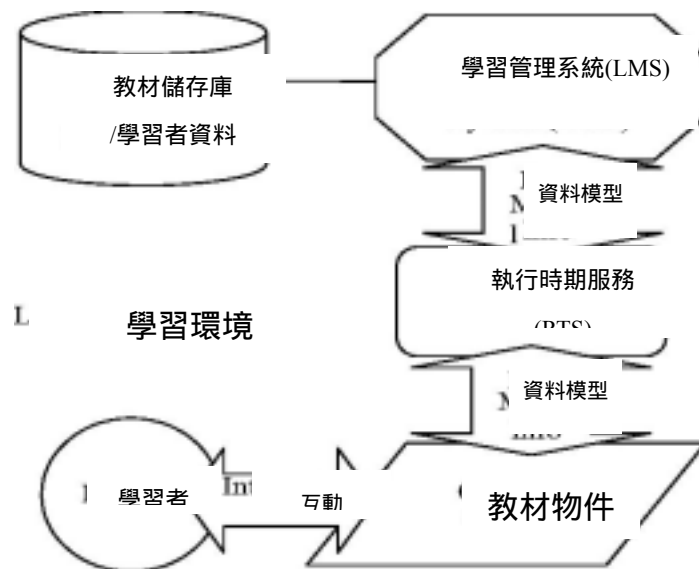 教材儲存庫
/學習者資料
學習管理系統(LMS)
資料模型
執行時期服務
(RTS)
L
學習環境
資料模型
學習者
Int
互動
教材物件